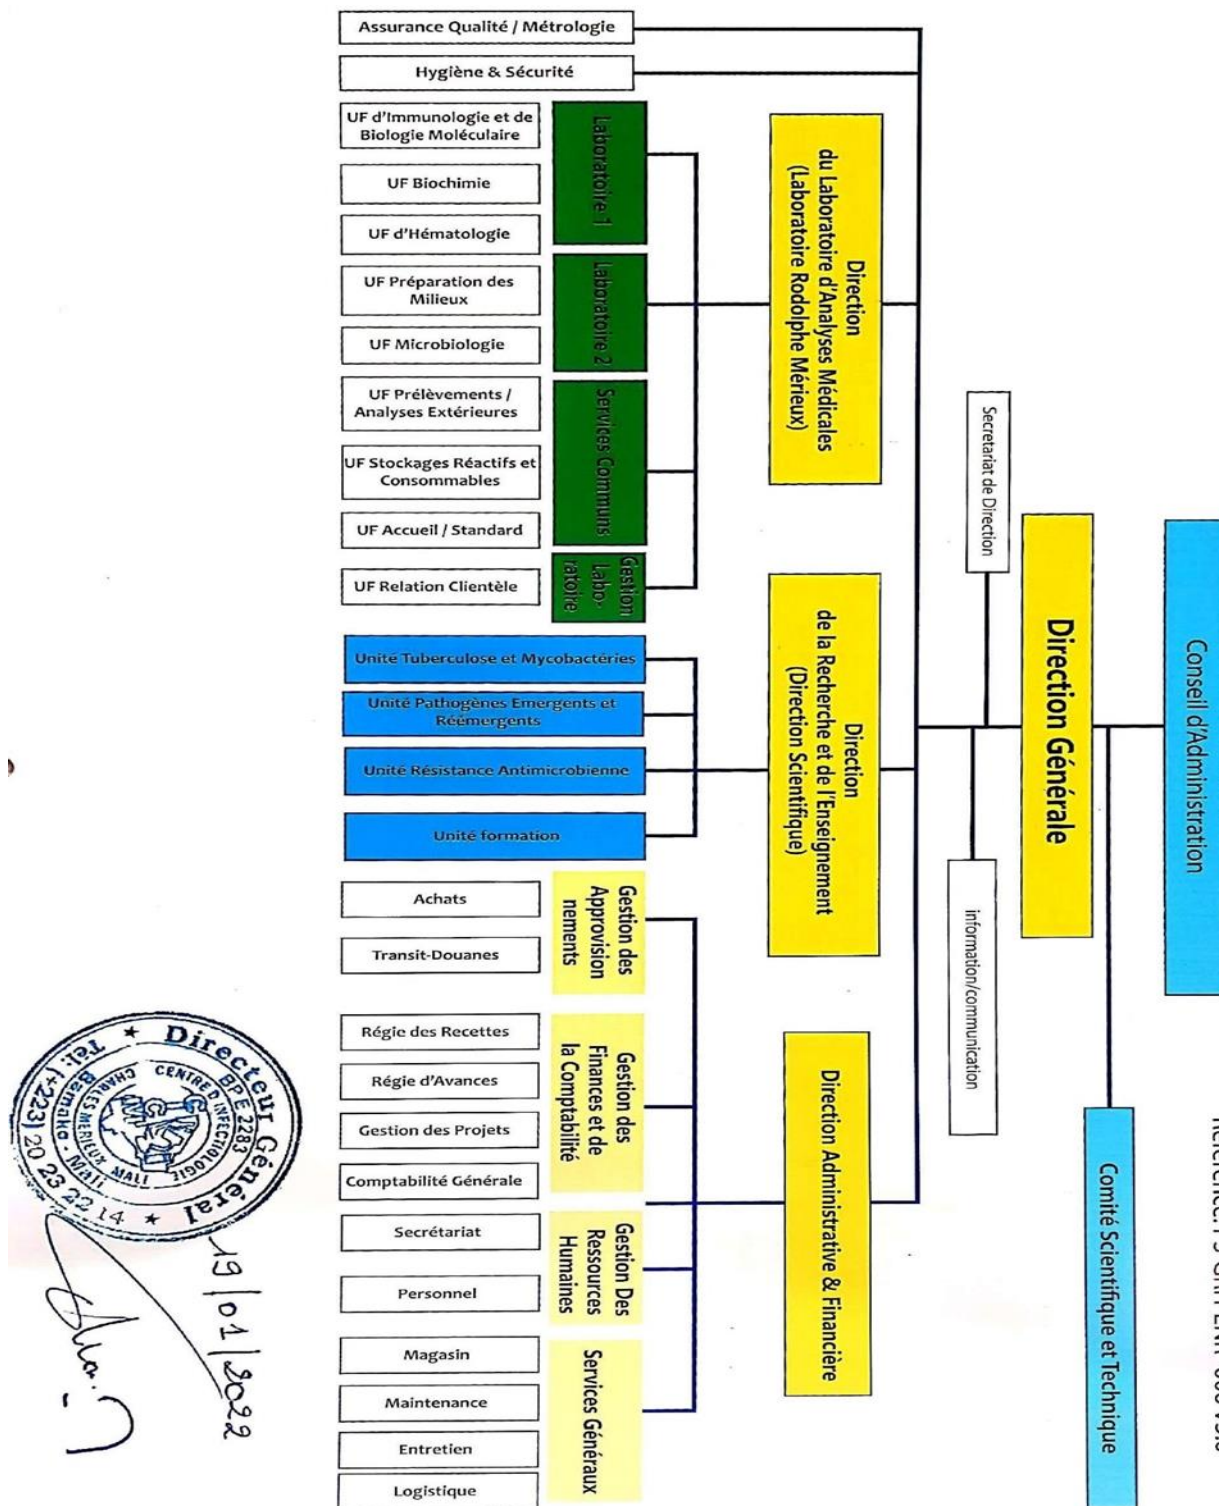 Conseil d'Administration
Comité Scientifique et Technique
Direction Générale
Secretariat de Direction
information/communication
Direction
du Laboratoire d'Analyses Médicales
(Laboratoire Rodolphe Mérieux)
Direction
de la Recherche et de l'Enseignement
(Direction Scientifique)
Direction Administrative & Financière
Assurance Qualité / Métrologie
Hygiène & Sécurité
Laboratoire 1
UF d'Immunologie et de
Biologie Moléculaire
UF Biochimie
UF d'Hématologie
Laboratoire 2
UF Préparation des
Milieux
UF Microbiologie
Services Communs
UF Prélèvements /
Analyses Extérieures
UF Stockages Réactifs et
Consommables
UF Accueil / Standard
Gestion
Labo-
ratoire
UF Relation Clientèle
Unité Tuberculose et Mycobactéries
Unité Pathogènes Emergents et
Réémergents
Unité Résistance Antimicrobienne
Unité formation
Gestion des
Approvision
nements
Achats
Transit-Douanes
Gestion des
Finances et de
la Comptabilité
Régie des Recettes
Régie d'Avances
Gestion des Projets
Comptabilité Générale
Gestion Des
Ressources
Humaines
Secrétariat
Personnel
Services Généraux
Magasin
Maintenance
Entretien
Logistique
Directeur Général
BPE 2283
CENTRE D'INFECTIOLOGIE
CHARLES MERIEUX MALI
Bamako - Mali
Tél: (+223) 20 23 22 14
19/01/2022